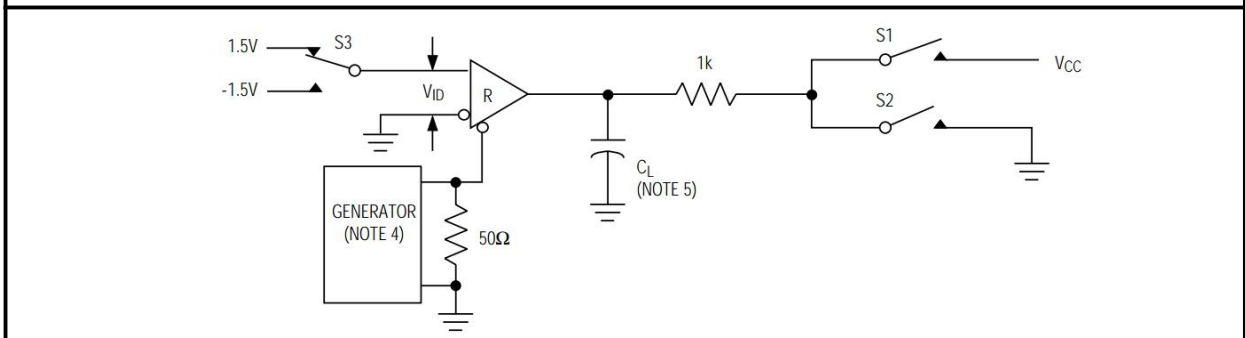 1.5V
S3
-1.5V
VID
R
1k
S1
VCC
S2
CL
(NOTE 5)
GENERATOR
(NOTE 4)
50Ω